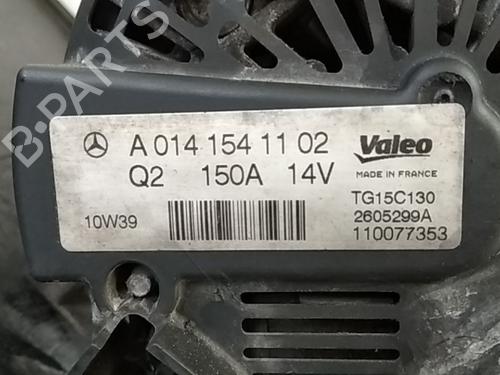 A 014 154 11 02
Valeo
MADE IN FRANCE
Q2 150A 14V
TG15C130
10W39
2605299A
110077353
B-PARTS